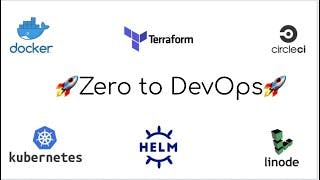 docker
Terraform
circleci
🚀Zero to DevOps🚀
kubernetes
HELM
linode